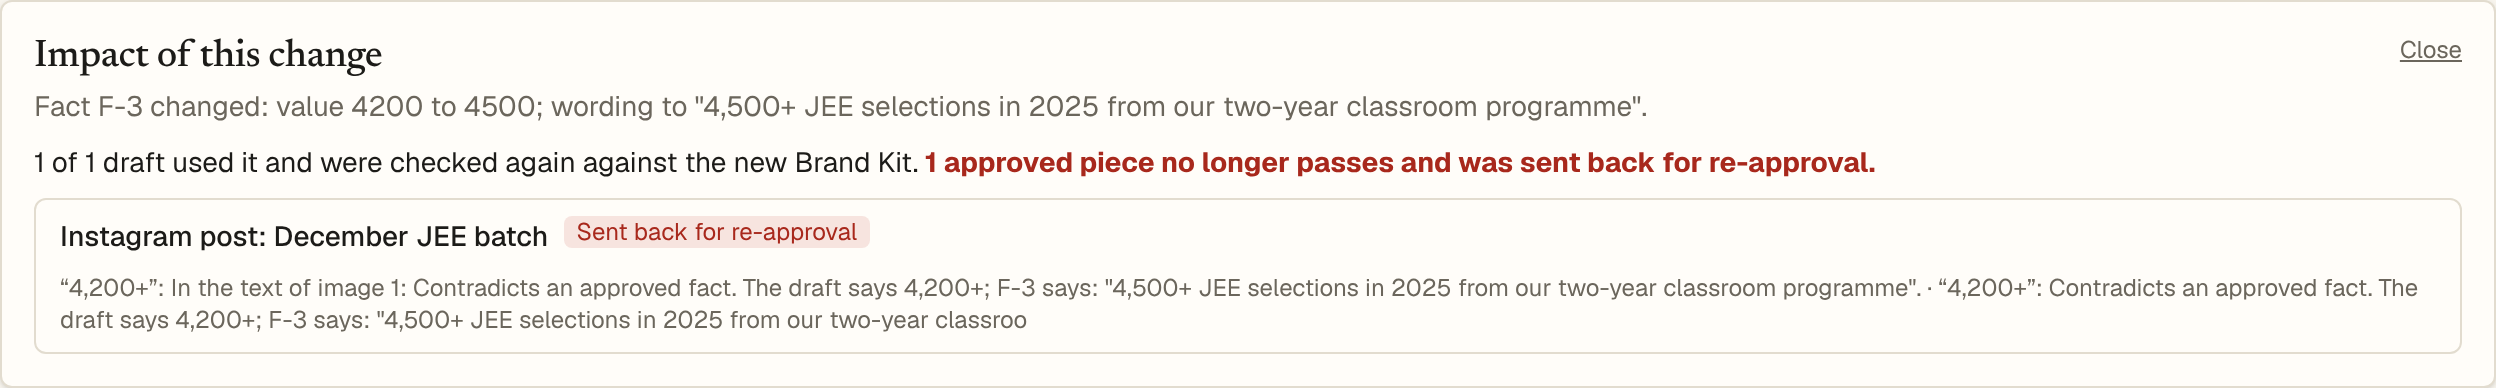 Impact of this change
Close
Fact F-3 changed: value 4200 to 4500; wording to "4,500+ JEE selections in 2025 from our two-year classroom programme".
1 of 1 draft used it and were checked again against the new Brand Kit. 1 approved piece no longer passes and was sent back for re-approval.
Instagram post: December JEE batch
Sent back for re-approval
“4,200+”: In the text of image 1: Contradicts an approved fact. The draft says 4,200+; F-3 says: "4,500+ JEE selections in 2025 from our two-year classroom programme". · “4,200+”: Contradicts an approved fact. The
draft says 4,200+; F-3 says: "4,500+ JEE selections in 2025 from our two-year classroo